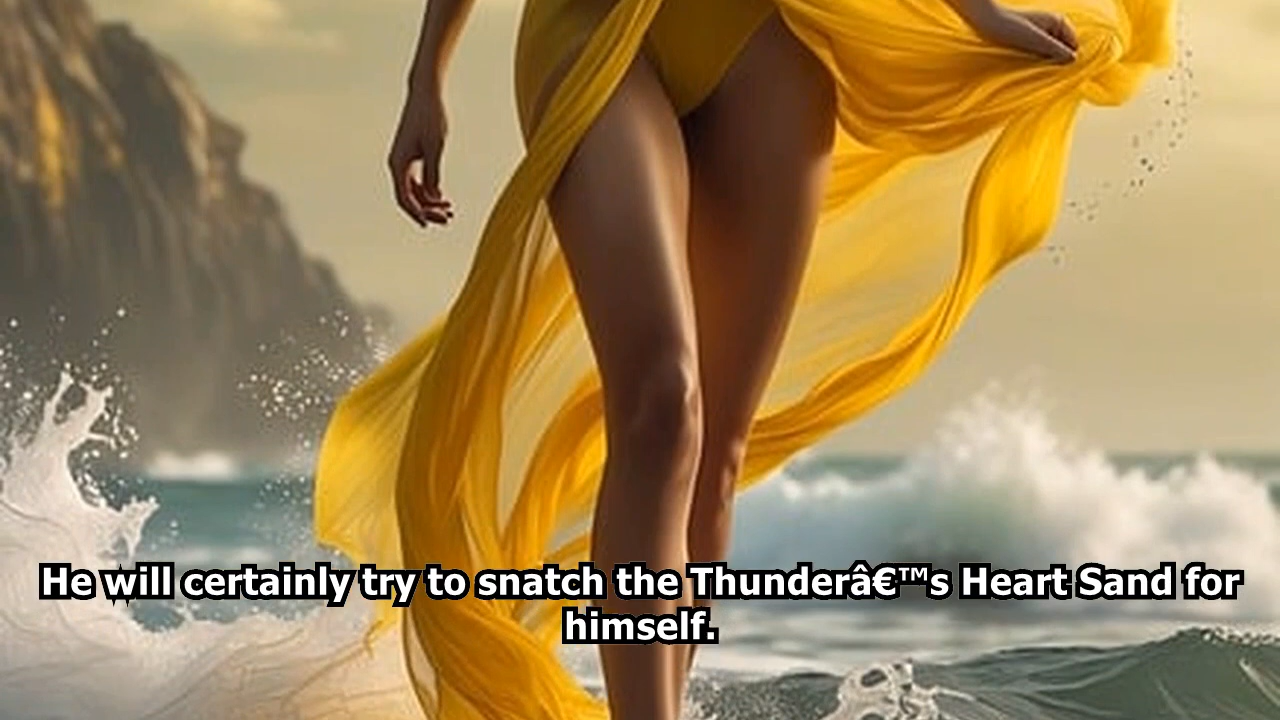 He will certainly try to snatch the Thunderâ€™s Heart Sand for
himself.